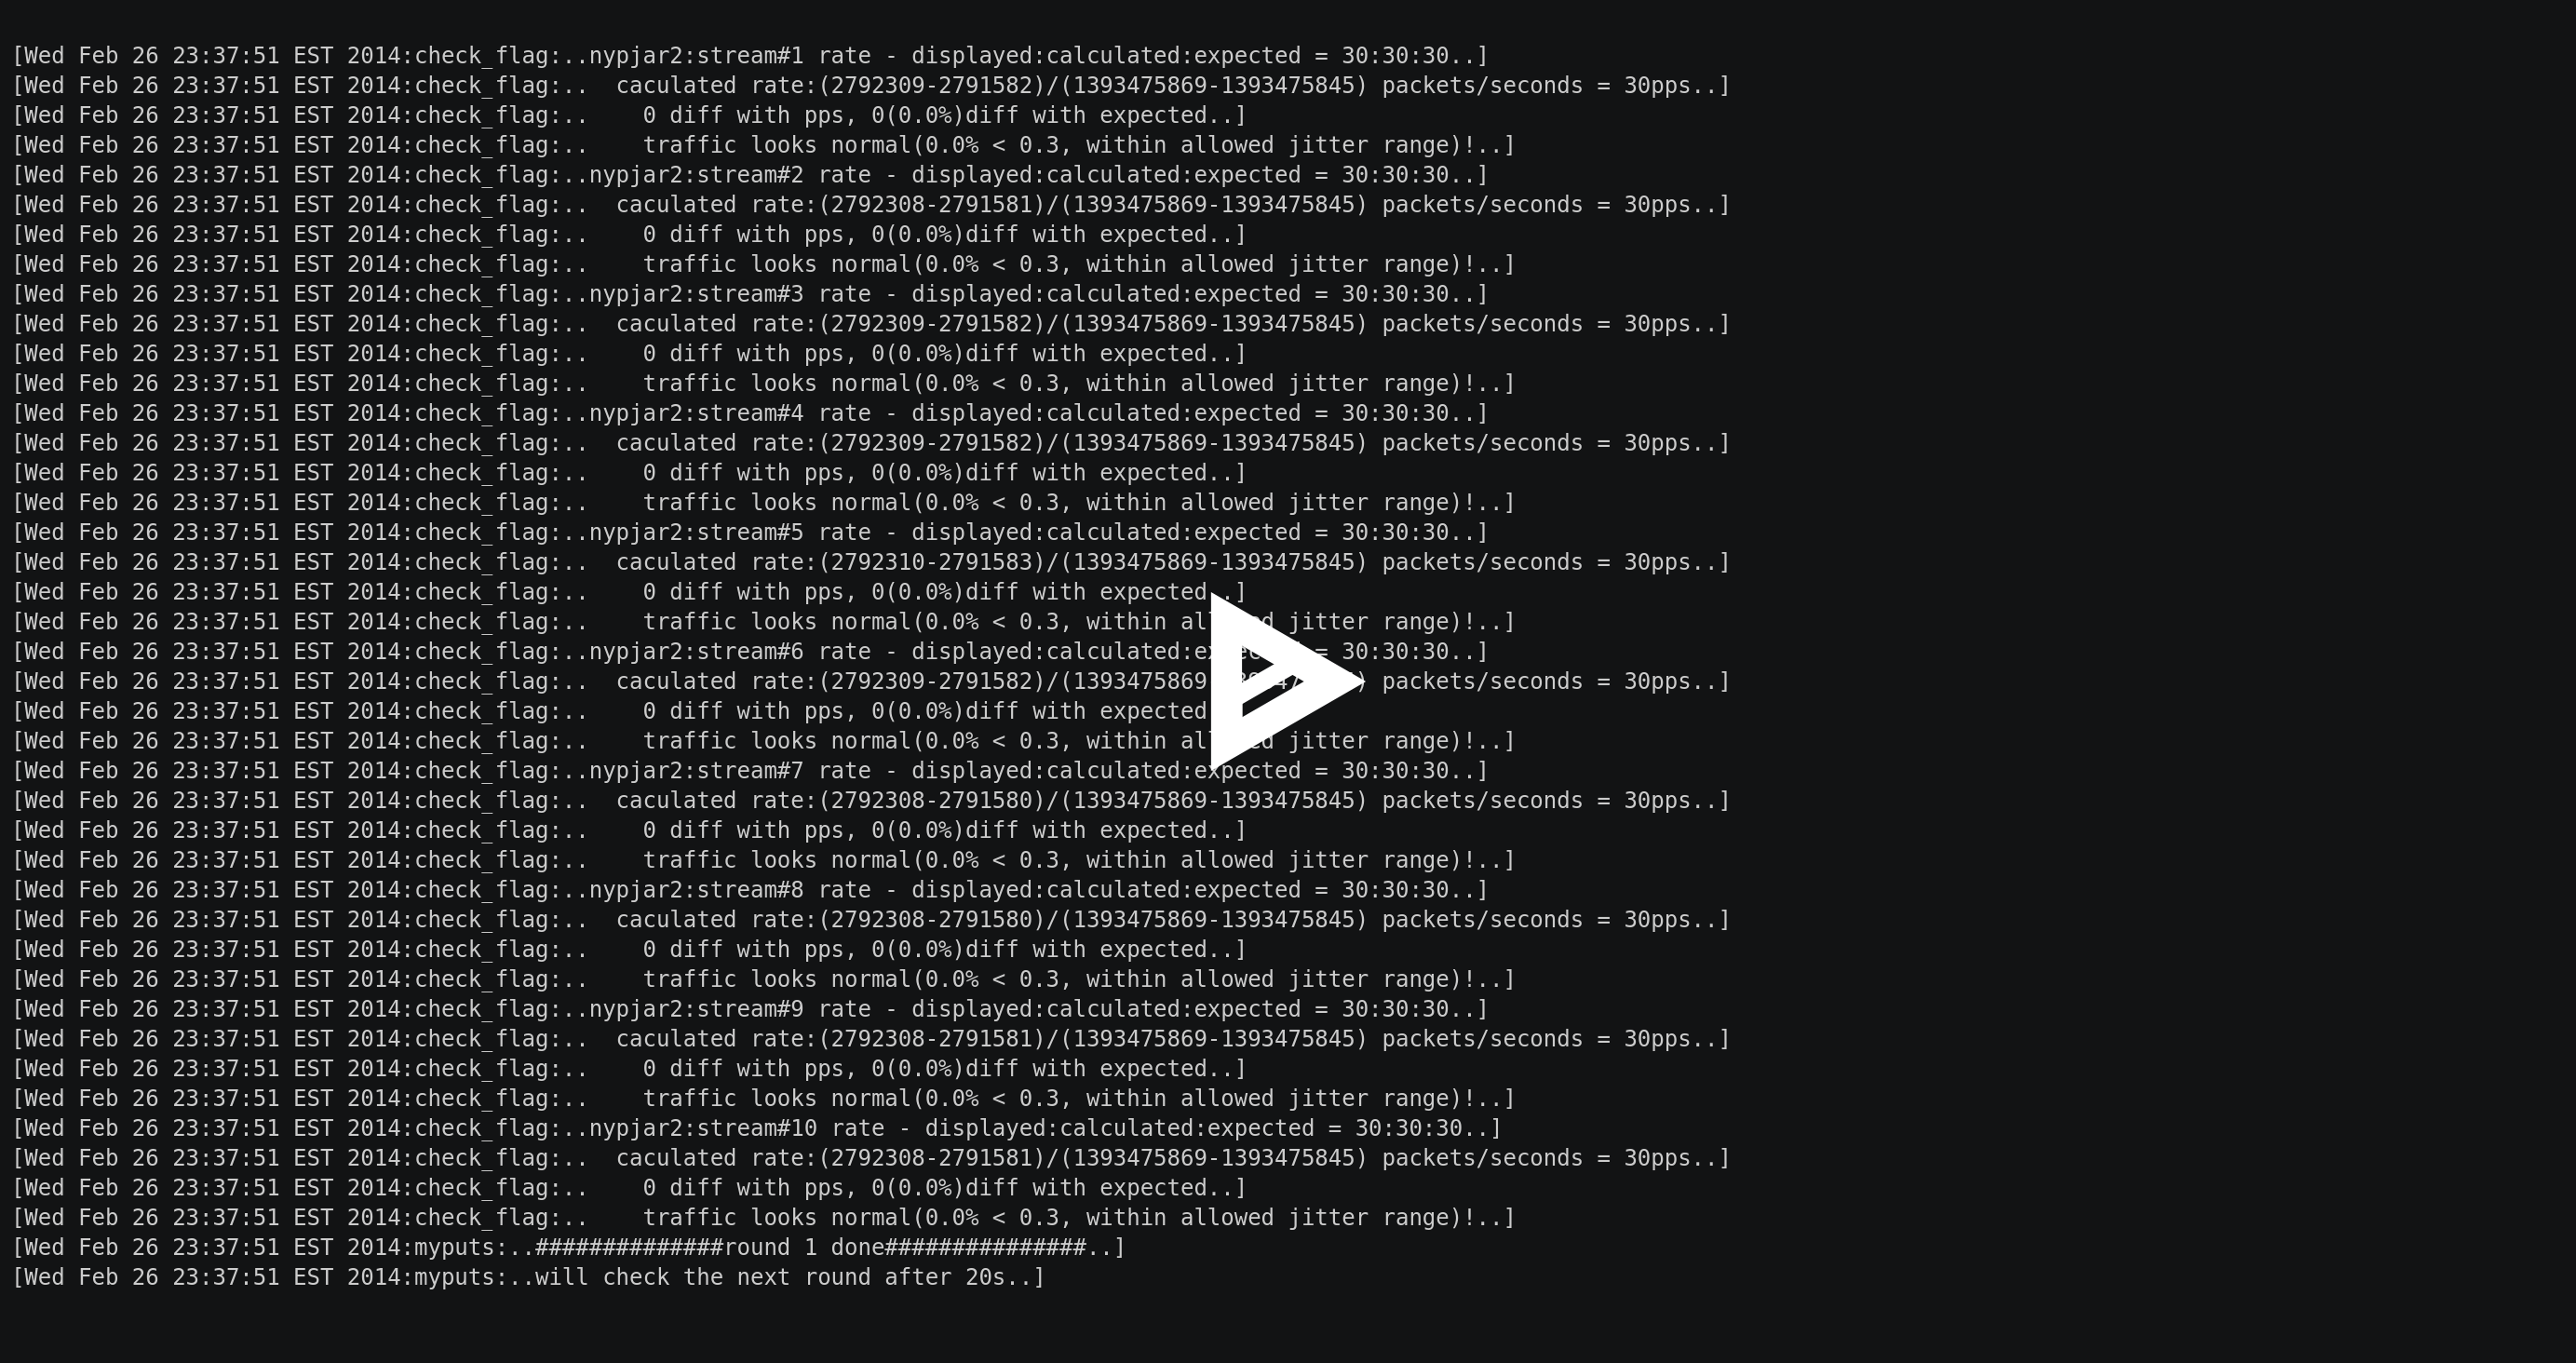 [Wed Feb 26 23:37:51 EST 2014:check_flag:..nypjar2:stream#1 rate - displayed:calculated:expected = 30:30:30..]
[Wed Feb 26 23:37:51 EST 2014:check_flag:..  caculated rate:(2792309-2791582)/(1393475869-1393475845) packets/seconds = 30pps..]
[Wed Feb 26 23:37:51 EST 2014:check_flag:..    0 diff with pps, 0(0.0%)diff with expected..]
[Wed Feb 26 23:37:51 EST 2014:check_flag:..    traffic looks normal(0.0% < 0.3, within allowed jitter range)!..]
[Wed Feb 26 23:37:51 EST 2014:check_flag:..nypjar2:stream#2 rate - displayed:calculated:expected = 30:30:30..]
[Wed Feb 26 23:37:51 EST 2014:check_flag:..  caculated rate:(2792308-2791581)/(1393475869-1393475845) packets/seconds = 30pps..]
[Wed Feb 26 23:37:51 EST 2014:check_flag:..    0 diff with pps, 0(0.0%)diff with expected..]
[Wed Feb 26 23:37:51 EST 2014:check_flag:..    traffic looks normal(0.0% < 0.3, within allowed jitter range)!..]
[Wed Feb 26 23:37:51 EST 2014:check_flag:..nypjar2:stream#3 rate - displayed:calculated:expected = 30:30:30..]
[Wed Feb 26 23:37:51 EST 2014:check_flag:..  caculated rate:(2792309-2791582)/(1393475869-1393475845) packets/seconds = 30pps..]
[Wed Feb 26 23:37:51 EST 2014:check_flag:..    0 diff with pps, 0(0.0%)diff with expected..]
[Wed Feb 26 23:37:51 EST 2014:check_flag:..    traffic looks normal(0.0% < 0.3, within allowed jitter range)!..]
[Wed Feb 26 23:37:51 EST 2014:check_flag:..nypjar2:stream#4 rate - displayed:calculated:expected = 30:30:30..]
[Wed Feb 26 23:37:51 EST 2014:check_flag:..  caculated rate:(2792309-2791582)/(1393475869-1393475845) packets/seconds = 30pps..]
[Wed Feb 26 23:37:51 EST 2014:check_flag:..    0 diff with pps, 0(0.0%)diff with expected..]
[Wed Feb 26 23:37:51 EST 2014:check_flag:..    traffic looks normal(0.0% < 0.3, within allowed jitter range)!..]
[Wed Feb 26 23:37:51 EST 2014:check_flag:..nypjar2:stream#5 rate - displayed:calculated:expected = 30:30:30..]
[Wed Feb 26 23:37:51 EST 2014:check_flag:..  caculated rate:(2792310-2791583)/(1393475869-1393475845) packets/seconds = 30pps..]
[Wed Feb 26 23:37:51 EST 2014:check_flag:..    0 diff with pps, 0(0.0%)diff with expected..]
[Wed Feb 26 23:37:51 EST 2014:check_flag:..    traffic looks normal(0.0% < 0.3, within jitter range)!..]
[Wed Feb 26 23:37:51 EST 2014:check_flag:..nypjar2:stream#6 rate - displayed:calculated: = 30:30:30..]
[Wed Feb 26 23:37:51 EST 2014:check_flag:..  caculated rate:(2792309-2791582)/(1393475869 packets/seconds = 30pps..]
[Wed Feb 26 23:37:51 EST 2014:check_flag:..    0 diff with pps, 0(0.0%)diff with expected
[Wed Feb 26 23:37:51 EST 2014:check_flag:..    traffic looks normal(0.0% < 0.3, within jitter range)!..]
[Wed Feb 26 23:37:51 EST 2014:check_flag:..nypjar2:stream#7 rate - displayed:calculated:expected = 30:30:30..]
[Wed Feb 26 23:37:51 EST 2014:check_flag:..  caculated rate:(2792308-2791580)/(1393475869-1393475845) packets/seconds = 30pps..]
[Wed Feb 26 23:37:51 EST 2014:check_flag:..    0 diff with pps, 0(0.0%)diff with expected..]
[Wed Feb 26 23:37:51 EST 2014:check_flag:..    traffic looks normal(0.0% < 0.3, within allowed jitter range)!..]
[Wed Feb 26 23:37:51 EST 2014:check_flag:..nypjar2:stream#8 rate - displayed:calculated:expected = 30:30:30..]
[Wed Feb 26 23:37:51 EST 2014:check_flag:..  caculated rate:(2792308-2791580)/(1393475869-1393475845) packets/seconds = 30pps..]
[Wed Feb 26 23:37:51 EST 2014:check_flag:..    0 diff with pps, 0(0.0%)diff with expected..]
[Wed Feb 26 23:37:51 EST 2014:check_flag:..    traffic looks normal(0.0% < 0.3, within allowed jitter range)!..]
[Wed Feb 26 23:37:51 EST 2014:check_flag:..nypjar2:stream#9 rate - displayed:calculated:expected = 30:30:30..]
[Wed Feb 26 23:37:51 EST 2014:check_flag:..  caculated rate:(2792308-2791581)/(1393475869-1393475845) packets/seconds = 30pps..]
[Wed Feb 26 23:37:51 EST 2014:check_flag:..    0 diff with pps, 0(0.0%)diff with expected..]
[Wed Feb 26 23:37:51 EST 2014:check_flag:..    traffic looks normal(0.0% < 0.3, within allowed jitter range)!..]
[Wed Feb 26 23:37:51 EST 2014:check_flag:..nypjar2:stream#10 rate - displayed:calculated:expected = 30:30:30..]
[Wed Feb 26 23:37:51 EST 2014:check_flag:..  caculated rate:(2792308-2791581)/(1393475869-1393475845) packets/seconds = 30pps..]
[Wed Feb 26 23:37:51 EST 2014:check_flag:..    0 diff with pps, 0(0.0%)diff with expected..]
[Wed Feb 26 23:37:51 EST 2014:check_flag:..    traffic looks normal(0.0% < 0.3, within allowed jitter range)!..]
[Wed Feb 26 23:37:51 EST 2014:myputs:..##############round 1 done###############..]
[Wed Feb 26 23:37:51 EST 2014:myputs:..will check the next round after 20s..]